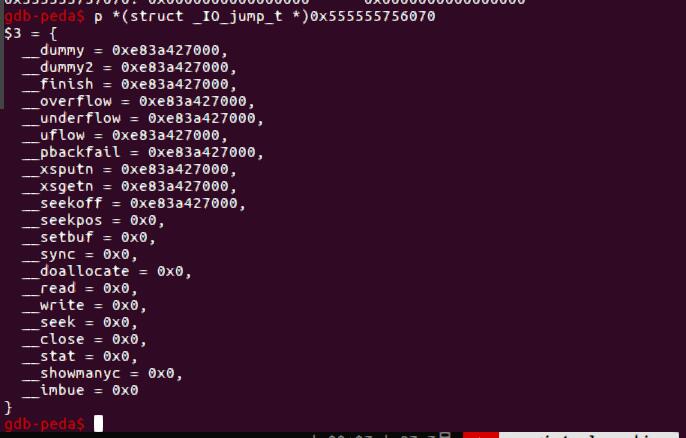 gdb-peda$ p *(struct _IO_jump_t *)0x555555756070
$3 = {
  __dummy = 0xe83a427000,
  __dummy2 = 0xe83a427000,
  __finish = 0xe83a427000,
  __overflow = 0xe83a427000,
  __underflow = 0xe83a427000,
  __uflow = 0xe83a427000,
  __pbackfail = 0xe83a427000,
  __xsputn = 0xe83a427000,
  __xsgetn = 0xe83a427000,
  __seekoff = 0xe83a427000,
  __seekpos = 0x0,
  __setbuf = 0x0,
  __sync = 0x0,
  __doallocate = 0x0,
  __read = 0x0,
  __write = 0x0,
  __seek = 0x0,
  __close = 0x0,
  __stat = 0x0,
  __showmanyc = 0x0,
  __imbue = 0x0
}
gdb-peda$